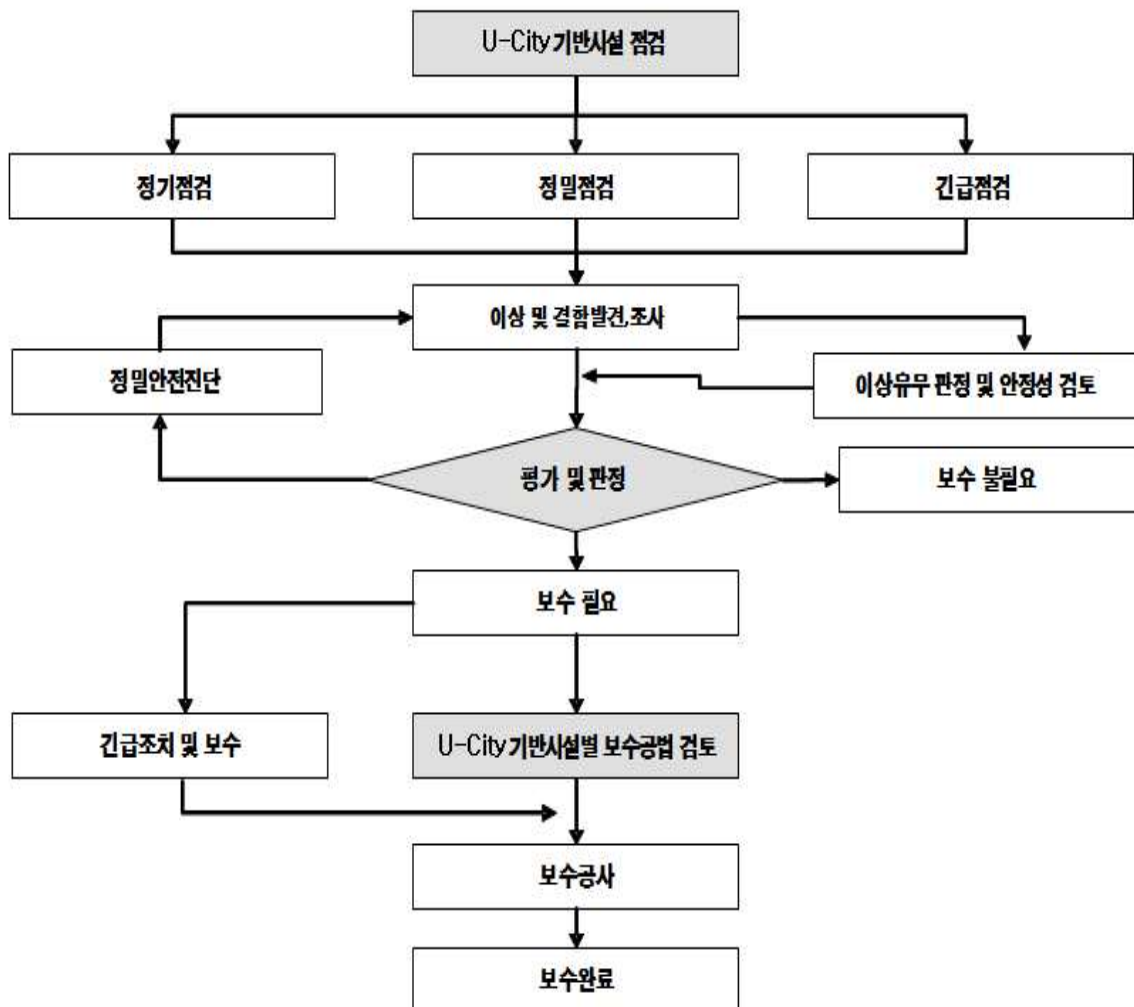 U-City 기반시설 점검
정기점검
정밀점검
긴급점검
이상 및 결함발견,조사
정밀안전진단
이상유무 판정 및 안정성 검토
평가 및 판정
보수 불필요
보수 필요
긴급조치 및 보수
U-City 기반시설별 보수공법 검토
보수공사
보수완료